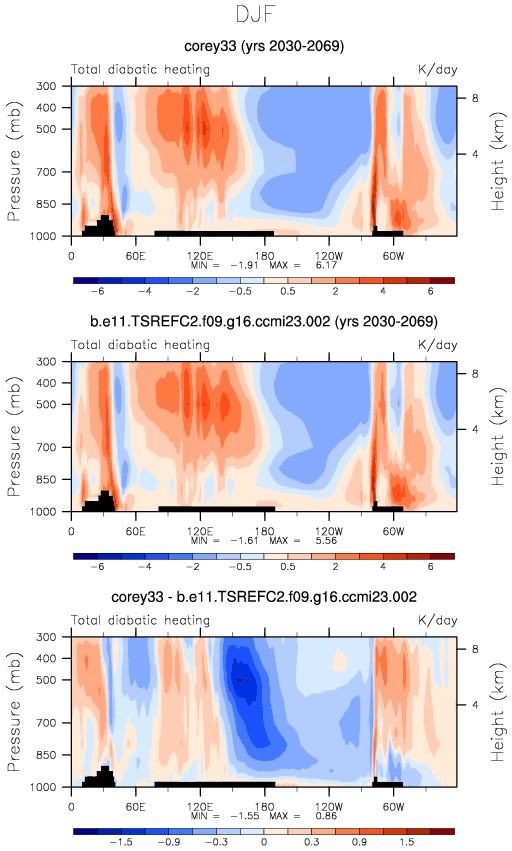 DJF
corey33 (yrs 2030-2069)
Total diabatic heating K/day
300
400
500
700
850
1000
Pressure (mb)
8
4
Height (km)
0 60E 120E 180 120W 60W
MIN = -1.91 MAX = 6.17
-6 -4 -2 -0.5 0.5 2 4 6
b.e11.TSREFC2.f09.g16.ccmi23.002 (yrs 2030-2069)
Total diabatic heating K/day
300
400
500
700
850
1000
Pressure (mb)
8
4
Height (km)
0 60E 120E 180 120W 60W
MIN = -1.61 MAX = 5.56
-6 -4 -2 -0.5 0.5 2 4 6
corey33 - b.e11.TSREFC2.f09.g16.ccmi23.002
Total diabatic heating K/day
300
400
500
700
850
1000
Pressure (mb)
8
4
Height (km)
0 60E 120E 180 120W 60W
MIN = -1.55 MAX = 0.86
-1.5 -0.9 -0.3 0 0.3 0.9 1.5